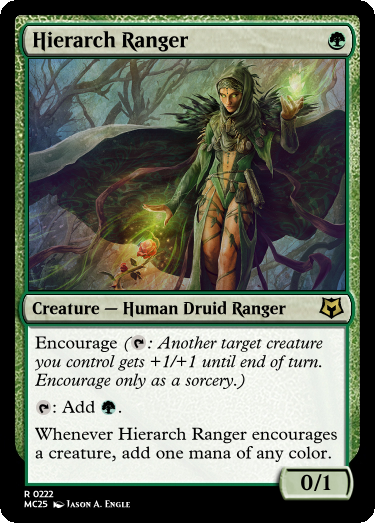 Hierarch Ranger
Creature — Human Druid Ranger
Encourage (: Another target creature
you control gets +1/+1 until end of turn.
Encourage only as a sorcery.)
: Add .
Whenever Hierarch Ranger encourages
a creature, add one mana of any color.
0/1
R 0222
MC25 Jason A. Engle